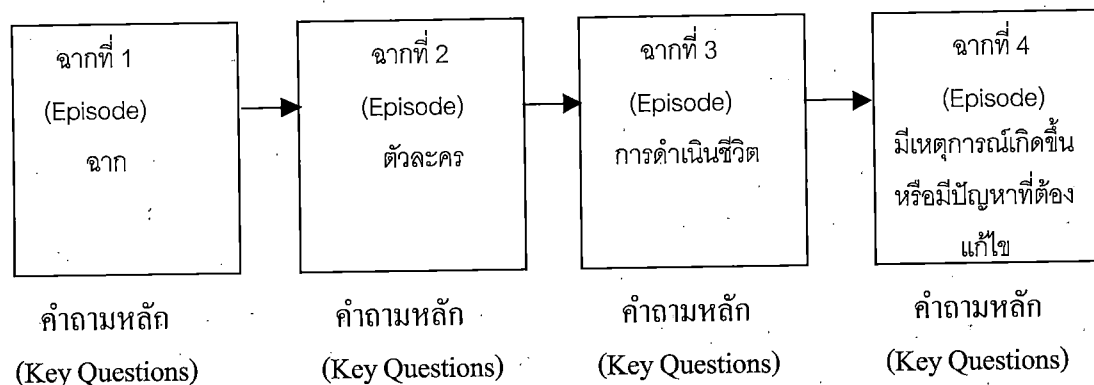 ฉากที่ 1
(Episode)
ฉาก
ฉากที่ 2
(Episode)
ตัวละคร
ฉากที่ 3
(Episode)
การดำเนินชีวิต
ฉากที่ 4
(Episode)
มีเหตุการณ์เกิดขึ้น
หรือมีปัญหาที่ต้อง
แก้ไข
คำถามหลัก
(Key Questions)
คำถามหลัก
(Key Questions)
คำถามหลัก
(Key Questions)
คำถามหลัก
(Key Questions)